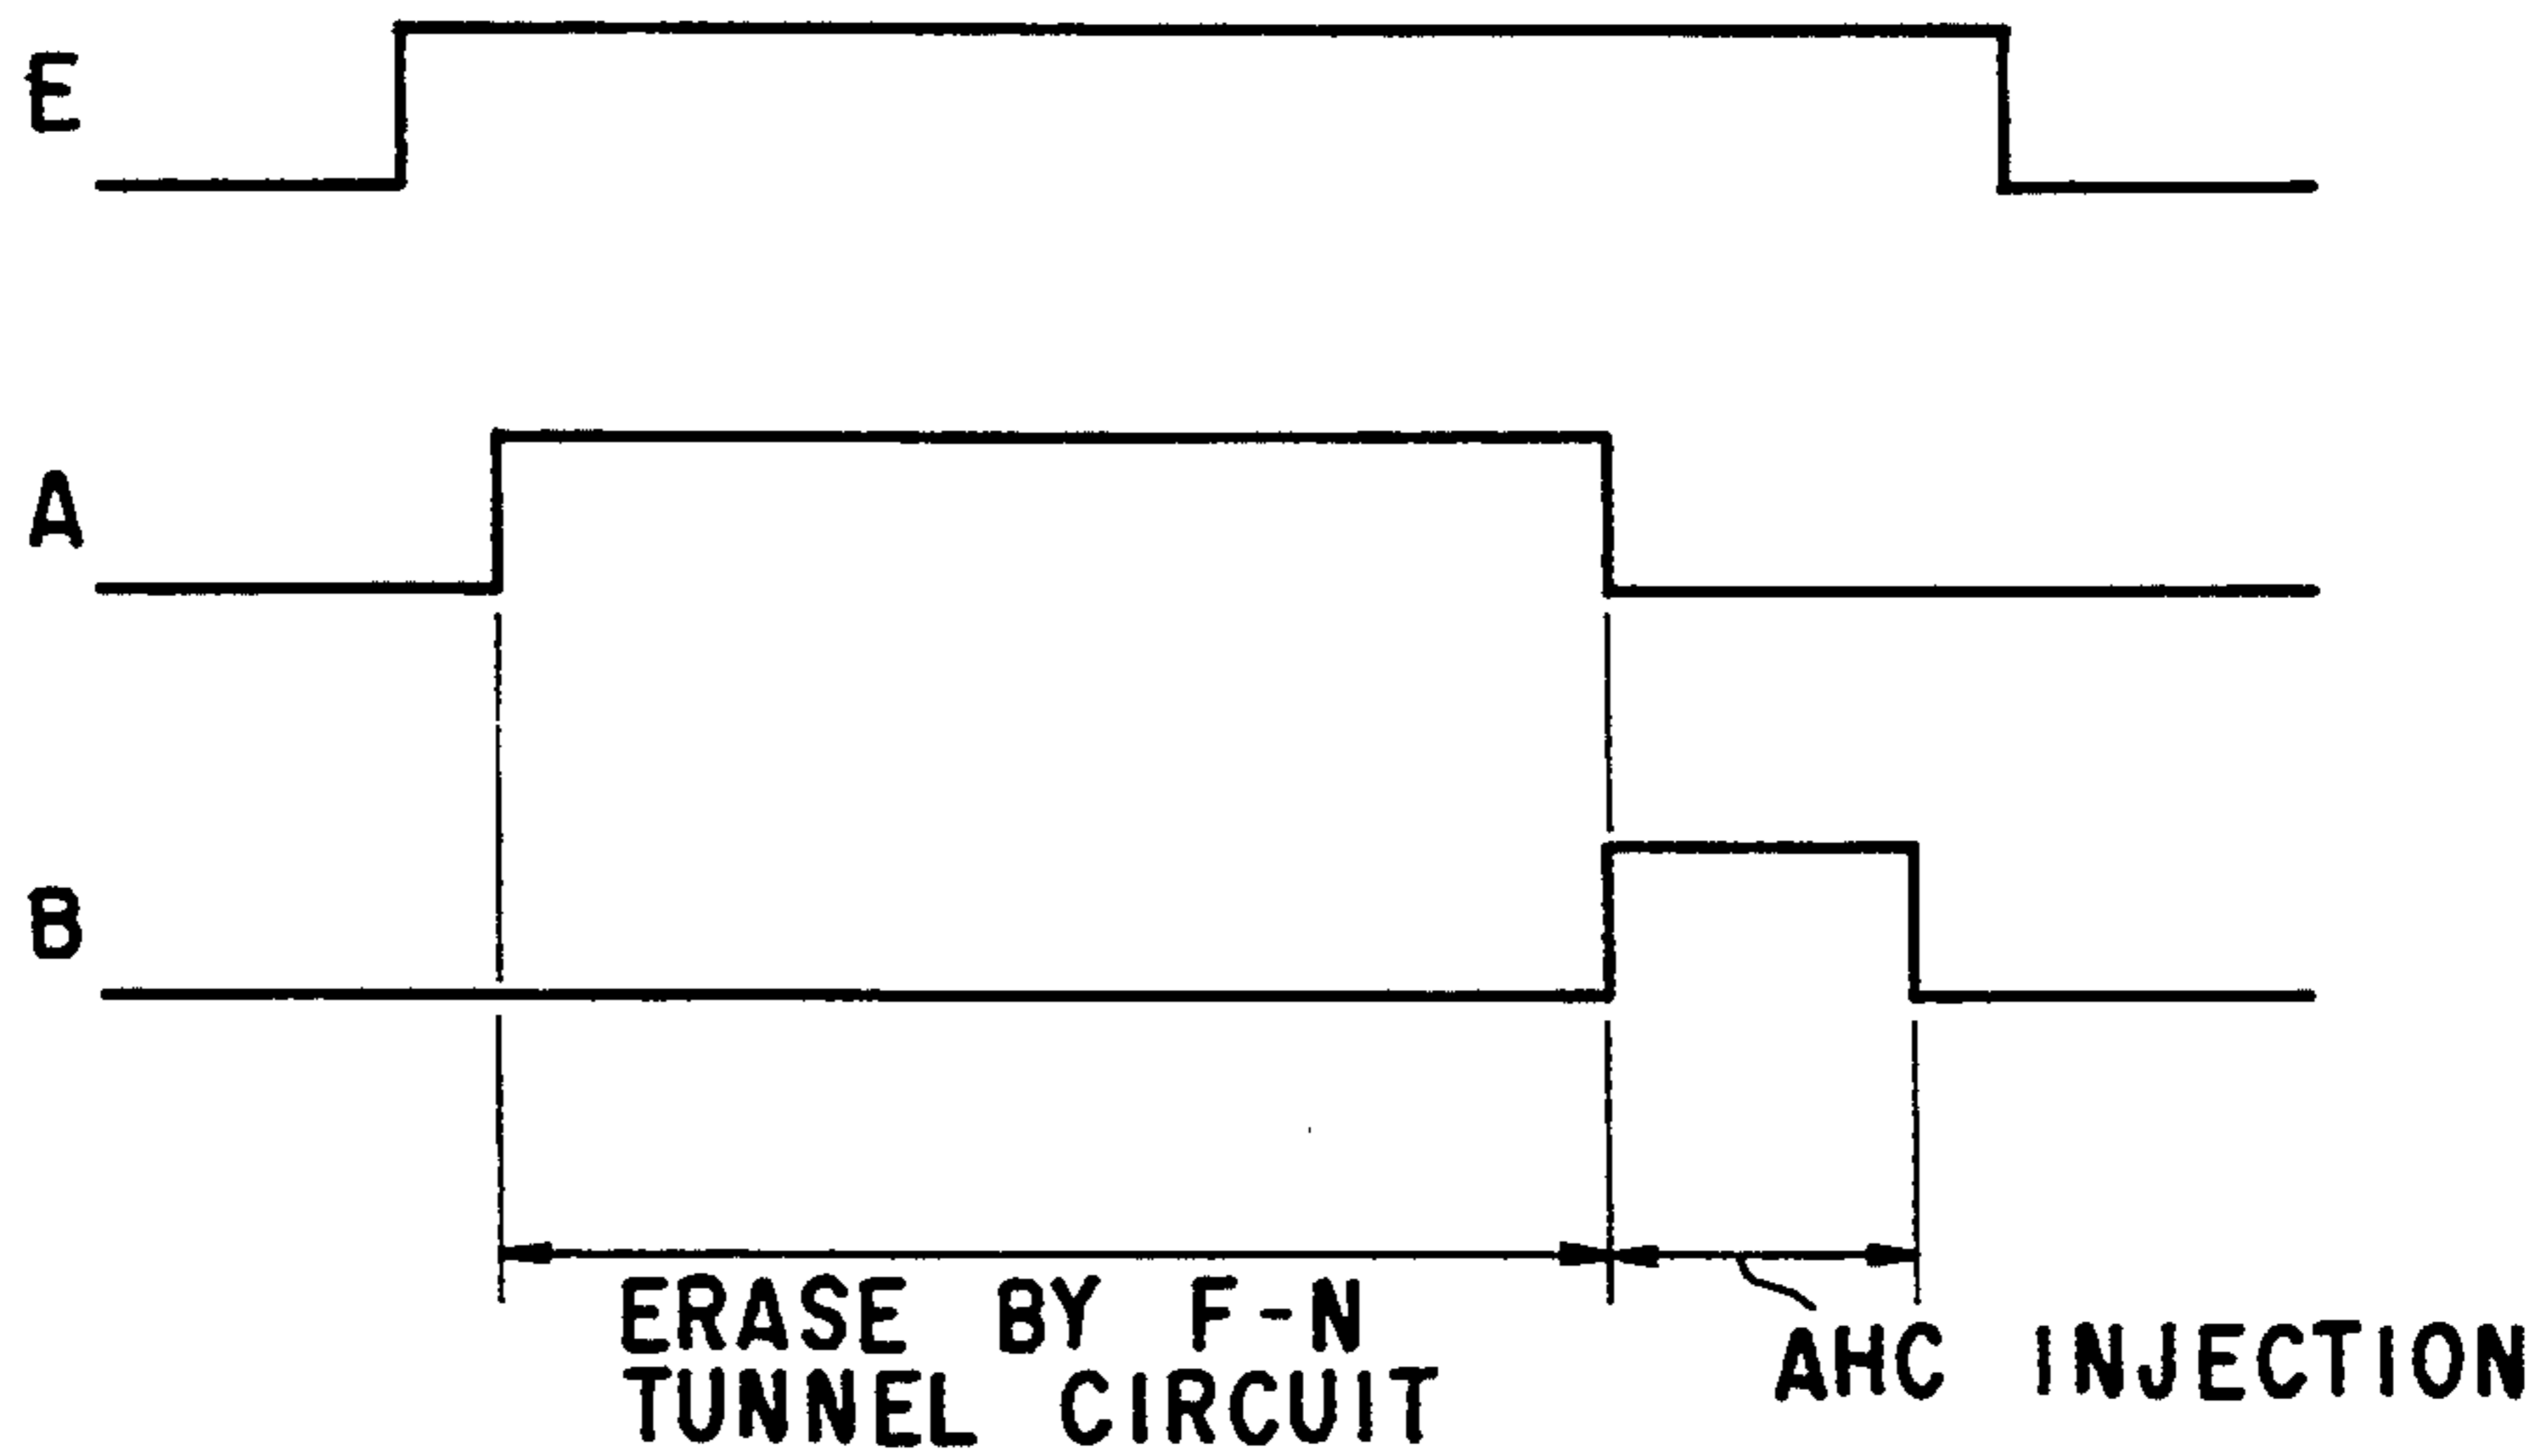 E
A
B
ERASE BY F-N
TUNNEL CIRCUIT
AHC INJECTION